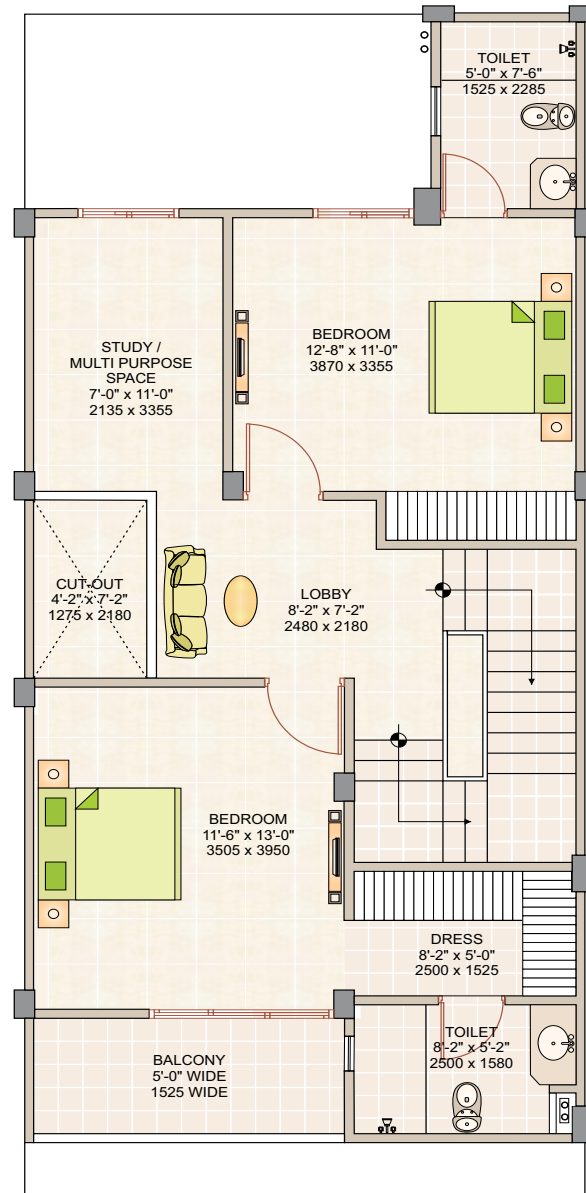 TOILET
5'-0" x 7'-6"
1525 x 2285
BEDROOM
12'-8" x 11'-0"
3870 x 3355
STUDY /
MULTI PURPOSE
SPACE
7'-0" x 11'-0"
2135 x 3355
CUT-OUT
4'-2" x 7'-2"
1275 x 2180
LOBBY
8'-2" x 7'-2"
2480 x 2180
BEDROOM
11'-6" x 13'-0"
3505 x 3950
DRESS
8'-2" x 5'-0"
2500 x 1525
TOILET
8'-2" x 5'-2"
2500 x 1580
BALCONY
5'-0" WIDE
1525 WIDE